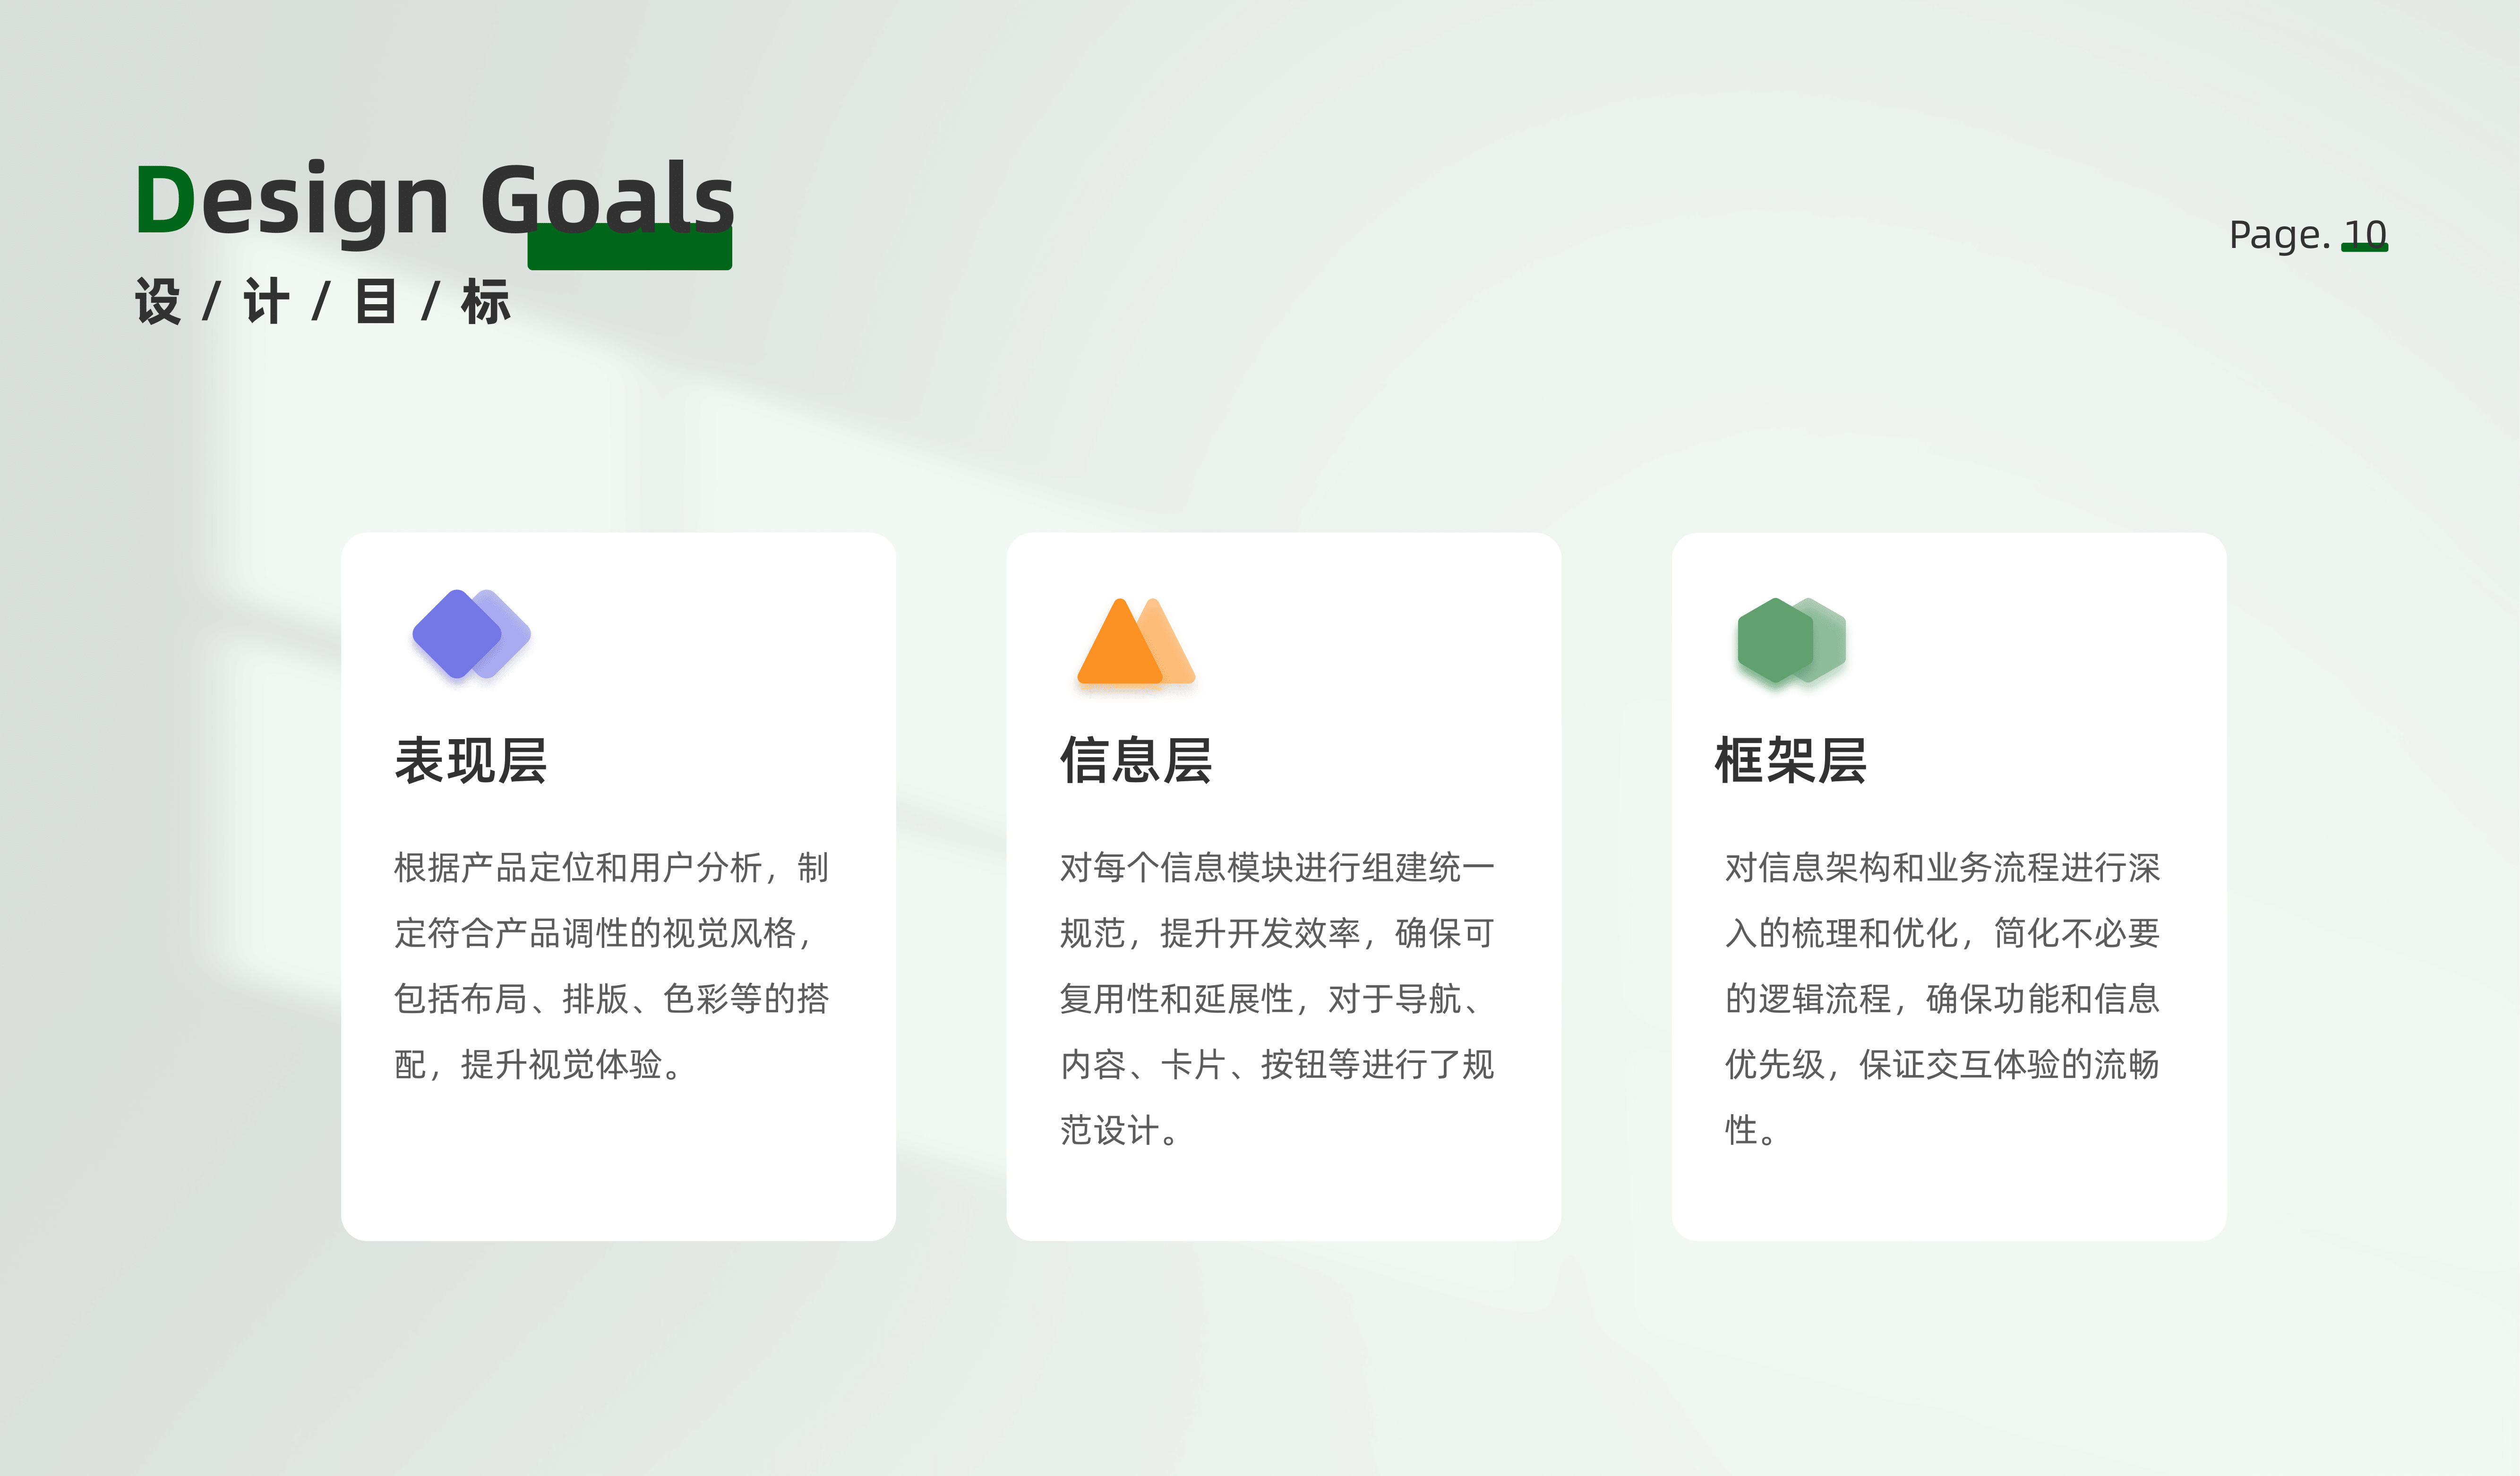 Design Goals
Page. 10
设 / 计 / 目 / 标
表现层
根据产品定位和用户分析，制
定符合产品调性的视觉风格，
包括布局、排版、色彩等的搭
配，提升视觉体验。
信息层
对每个信息模块进行组建统一
规范，提升开发效率，确保可
复用性和延展性，对于导航、
内容、卡片、按钮等进行了规
范设计。
框架层
对信息架构和业务流程进行深
入的梳理和优化，简化不必要
的逻辑流程，确保功能和信息
优先级，保证交互体验的流畅
性。